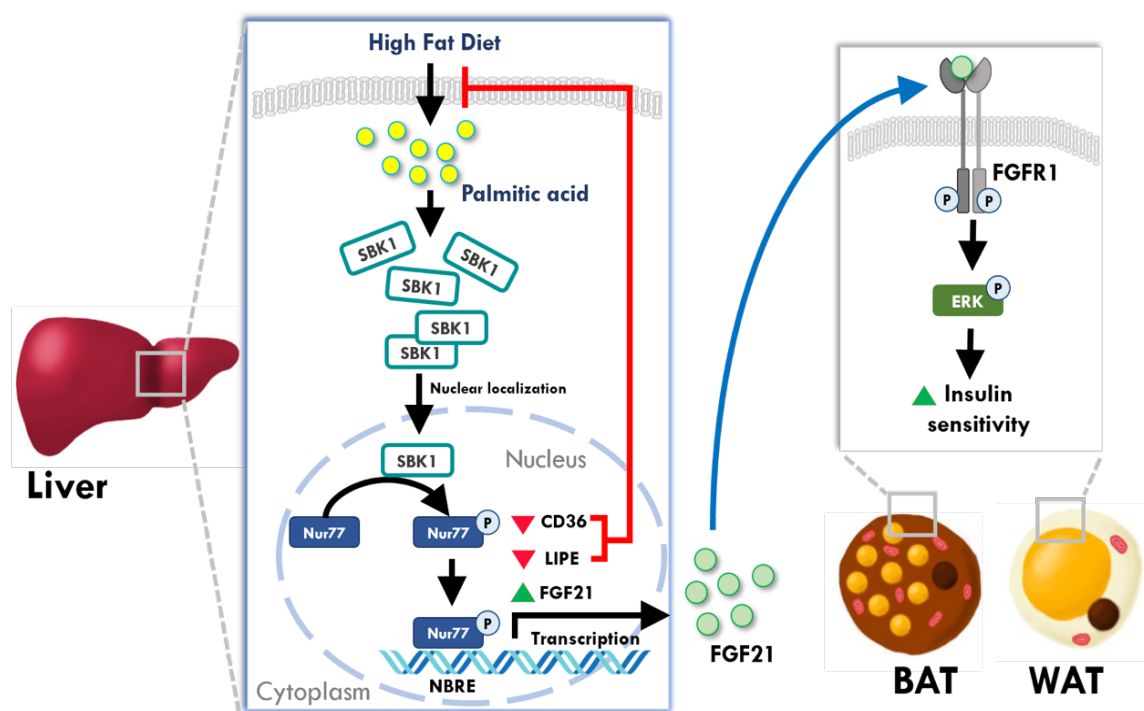 High Fat Diet
Palmitic acid
SBK1
SBK1
SBK1
SBK1
SBK1
Nuclear localization
SBK1
Nucleus
Nur77
Nur77
P
CD36
LIPE
FGF21
Nur77
P
Transcription
NBRE
Cytoplasm
Liver
FGF21
FGFR1
P
P
ERK
P
Insulin
sensitivity
BAT
WAT